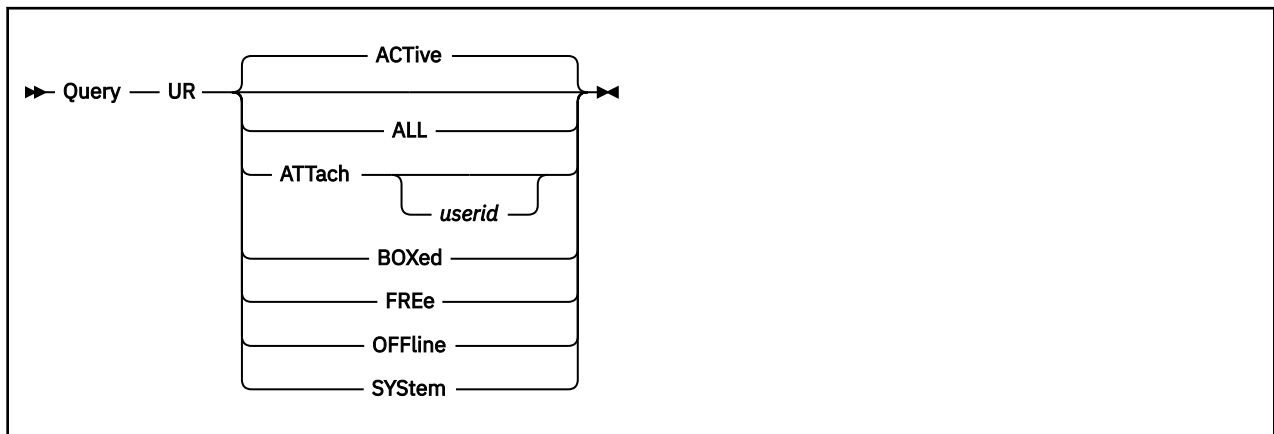 ACTive
Query UR
ALL
ATTach
userid
BOXed
FREe
OFFline
SYStem